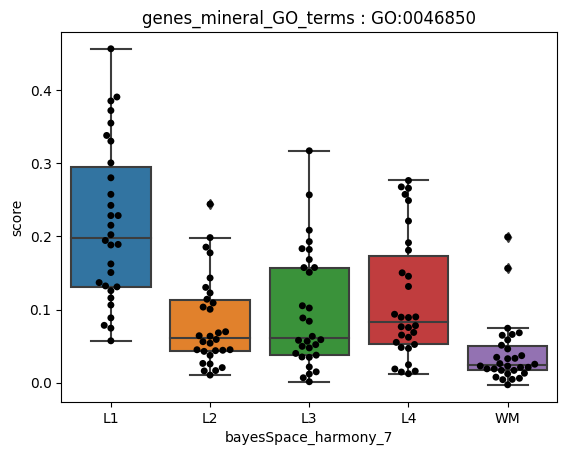 genes_mineral_GO_terms : GO:0046850
score
0.4
0.3
0.2
0.1
0.0
L1 L2 L3 L4 WM
bayesSpace_harmony_7